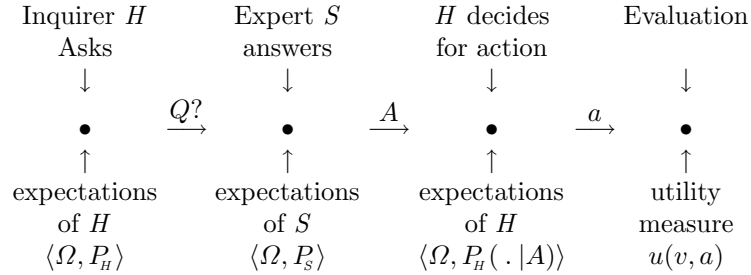 Inquirer H Expert S H decides Evaluation
Asks answers for action
↓ ↓ ↓ ↓
• Q? → • A → • a → •
↑ ↑ ↑ ↑
expectations expectations expectations utility
of H of S of H measure
⟨Ω, P_H⟩ ⟨Ω, P_S⟩ ⟨Ω, P_H( . |A)⟩ u(v, a)